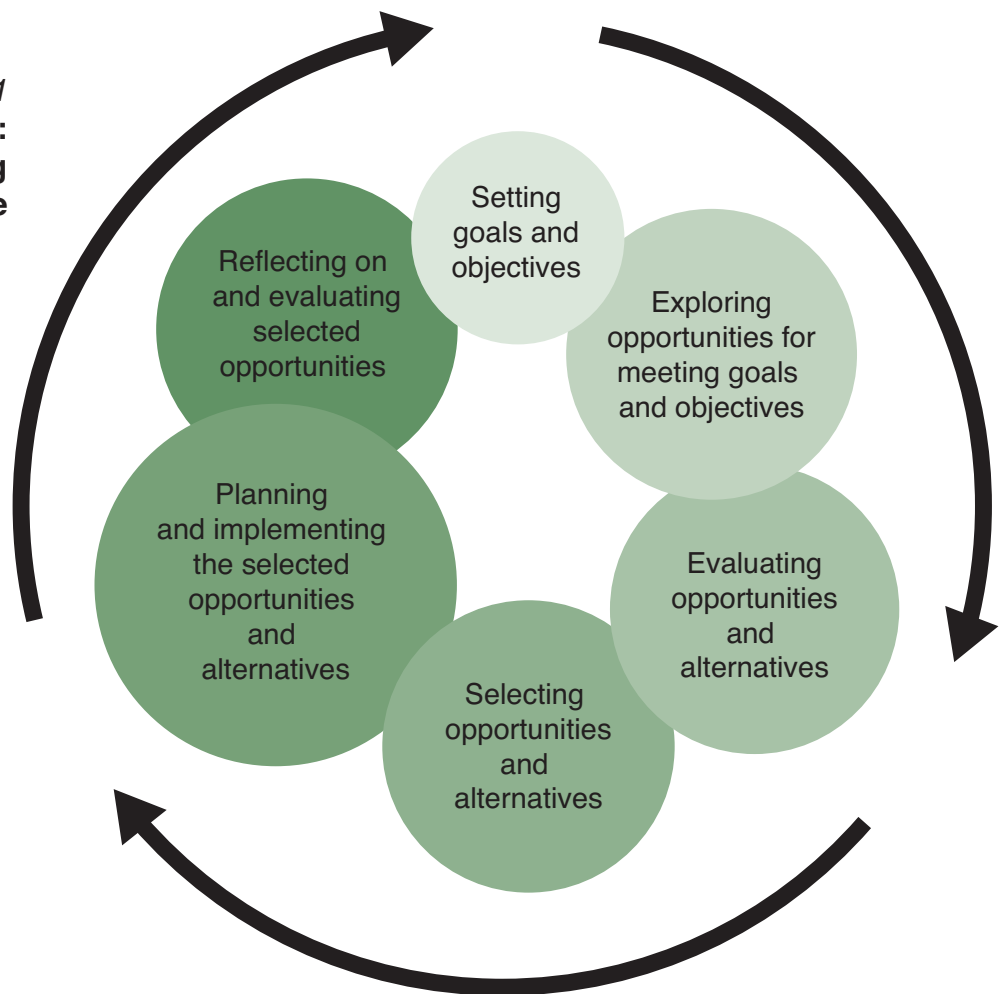 :
g
e
Setting
goals and
objectives
Exploring
opportunities for
meeting goals
and objectives
Evaluating
opportunities
and
alternatives
Selecting
opportunities
and
alternatives
Planning
and implementing
the selected
opportunities
and
alternatives
Reflecting on
and evaluating
selected
opportunities